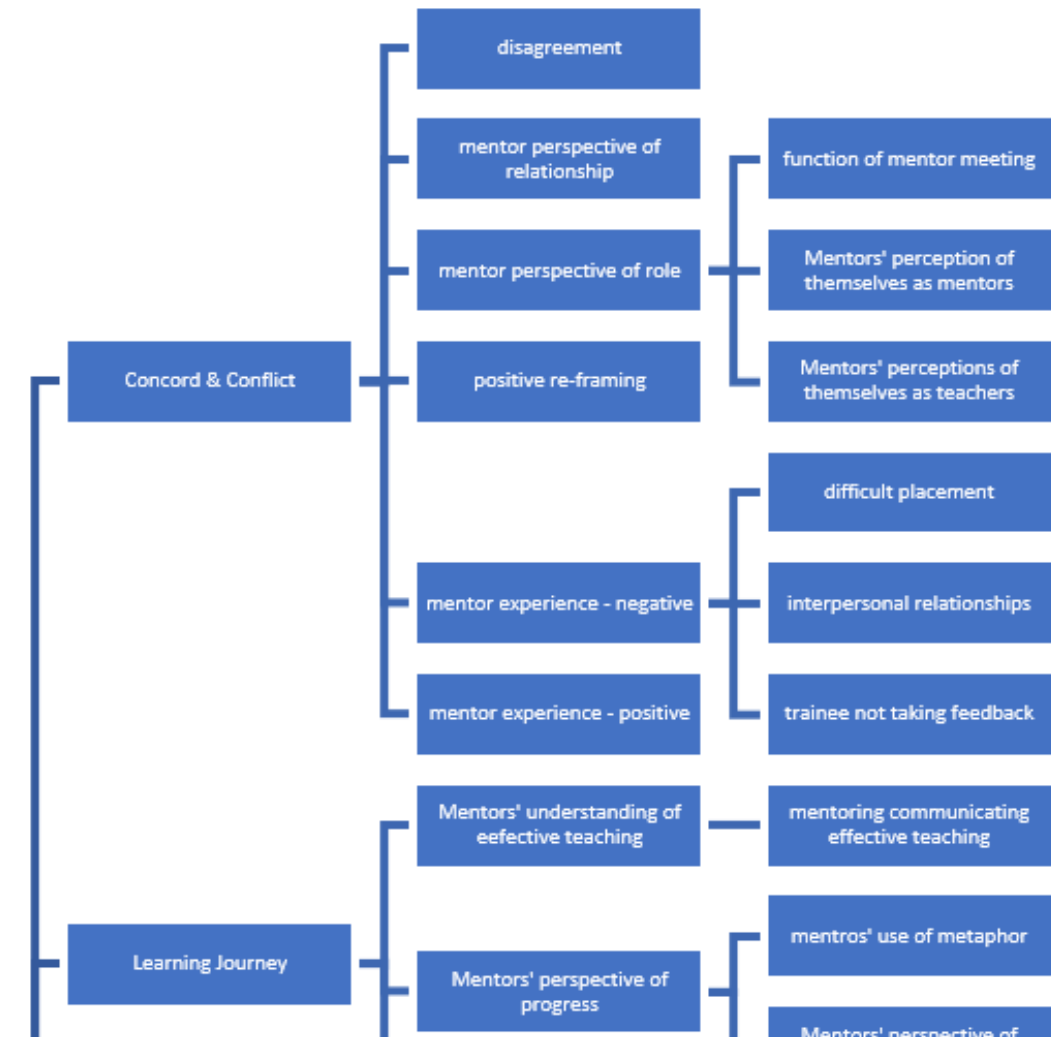 disagreement
mentor perspective of
relationship
function of mentor meeting
mentor perspective of role
Mentors' perception of
themselves as mentors
Concord & Conflict
positive re-framing
Mentors' perceptions of
themselves as teachers
difficult placement
mentor experience - negative
interpersonal relationships
mentor experience - positive
trainee not taking feedback
Mentors' understanding of
eefective teaching
mentoring communicating
effective teaching
mentros' use of metaphor
Learning Journey
Mentors' perspective of
progress
Mentors' perspective of